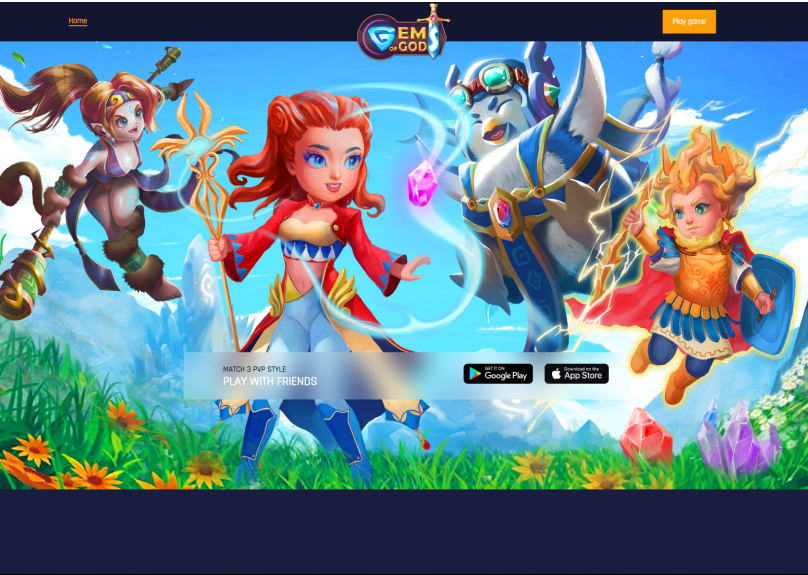 Home
GEM
OF GOD
Play game
MATCH 3 PVP STYLE
PLAY WITH FRIENDS
GET IT ON
Google Play
Download on the
App Store